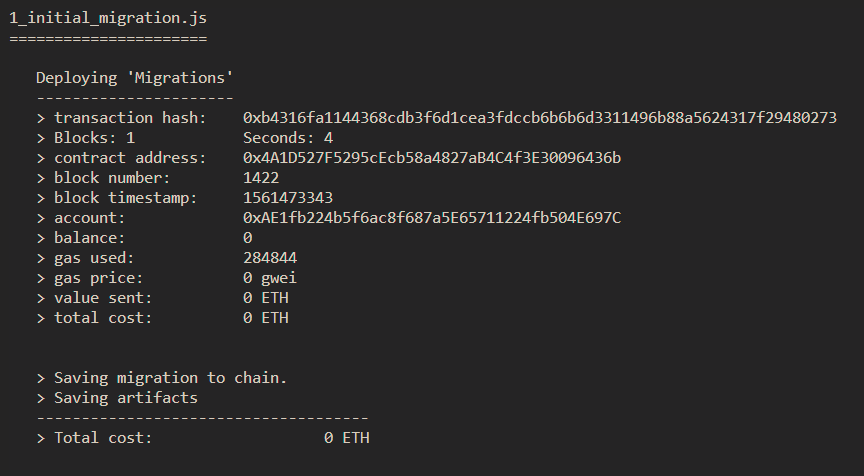 1_initial_migration.js
======================
Deploying 'Migrations'
----------------------
> transaction hash: 0xb4316fa1144368cdb3f6d1cea3fdccb6b6b6d3311496b88a5624317f29480273
> Blocks: 1 Seconds: 4
> contract address: 0x4A1D527F5295cEcb58a4827aB4C4f3E30096436b
> block number: 1422
> block timestamp: 1561473343
> account: 0xAE1fb224b5f6ac8f687a5E65711224fb504E697C
> balance: 0
> gas used: 284844
> gas price: 0 gwei
> value sent: 0 ETH
> total cost: 0 ETH
> Saving migration to chain.
> Saving artifacts
-------------------------------------
> Total cost: 0 ETH